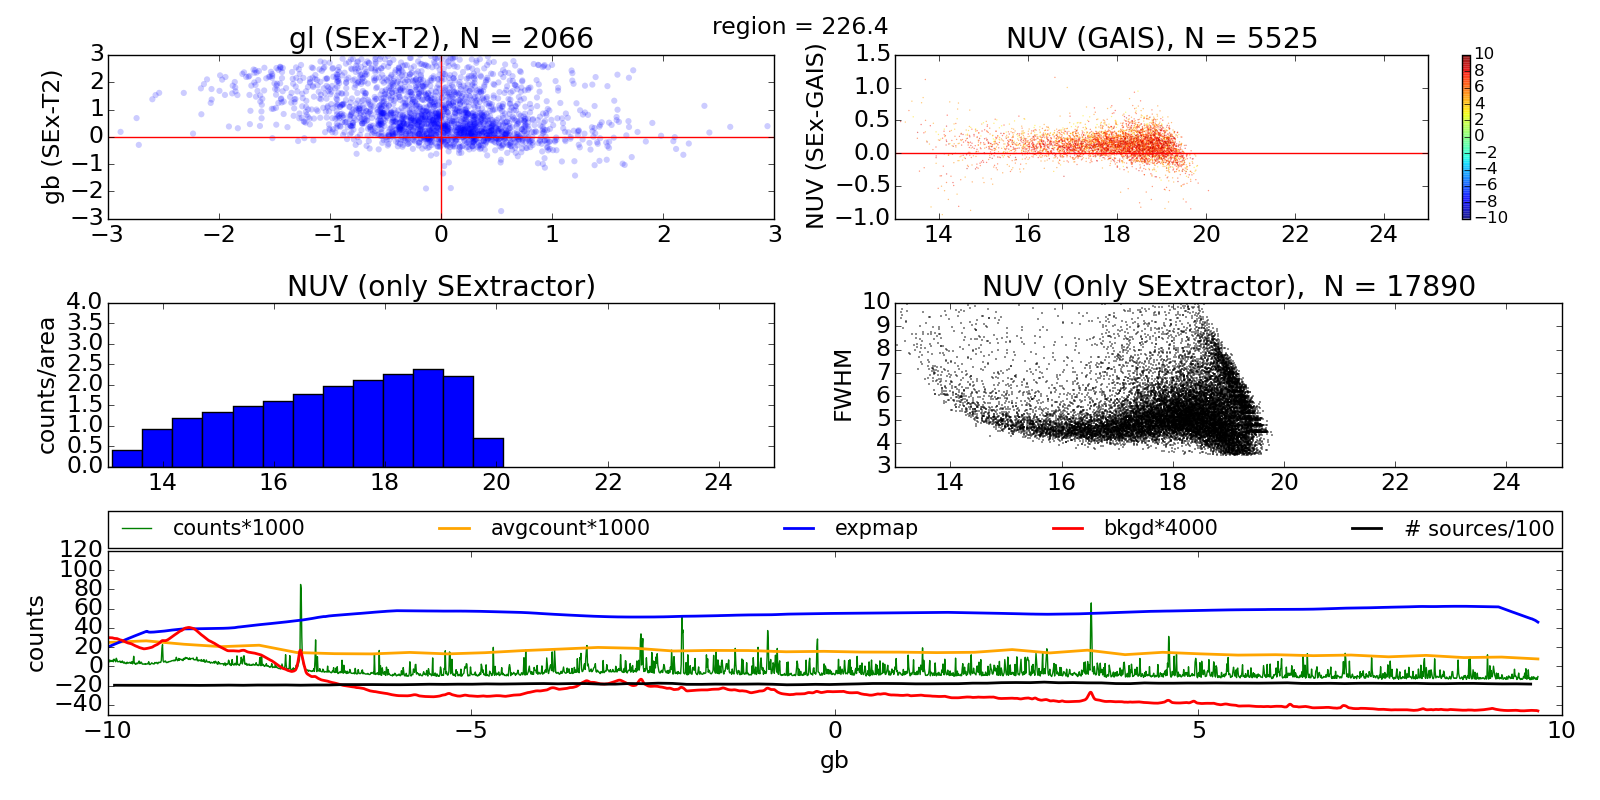 region = 226.4
gl (SEx-T2), N = 2066
gb (SEx-T2)
3
2
1
0
−1
−2
−3
−3 −2 −1 0 1 2 3
NUV (GAIS), N = 5525
NUV (SEx-GAIS)
1.5
1.0
0.5
0.0
−0.5
−1.0
14 16 18 20 22 24
10
8
6
4
2
0
−2
−4
−6
−8
−10
NUV (only SExtractor)
counts/area
4.0
3.5
3.0
2.5
2.0
1.5
1.0
0.5
0.0
14 16 18 20 22 24
NUV (Only SExtractor),  N = 17890
FWHM
10
9
8
7
6
5
4
3
14 16 18 20 22 24
counts*1000 avgcount*1000 expmap bkgd*4000 # sources/100
counts
120
100
80
60
40
20
0
−20
−40
−10 −5 0 5 10
gb